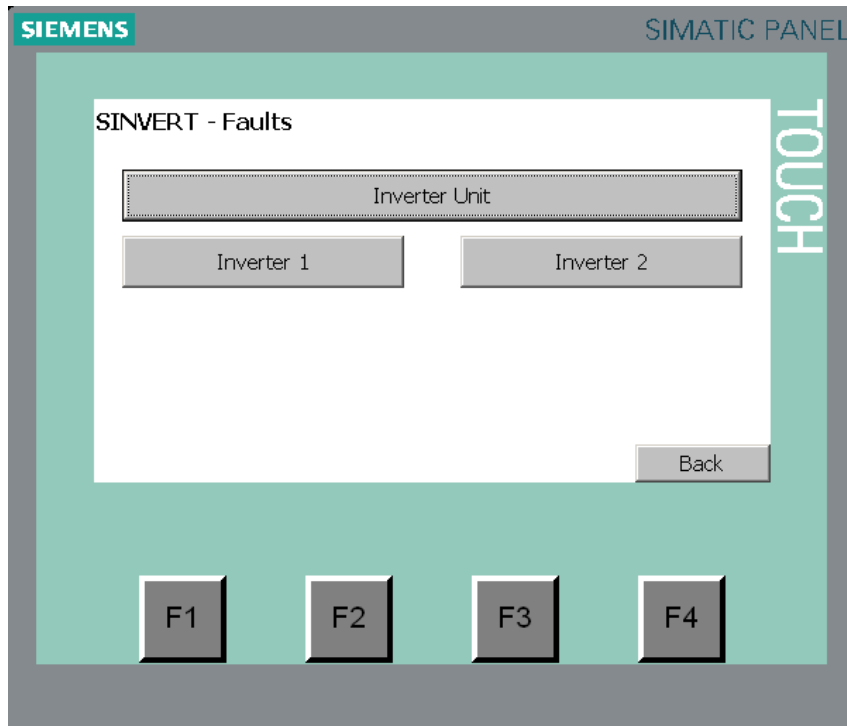 SIEMENS
SIMATIC PANEL
TOUCH
SINVERT - Faults
Inverter Unit
Inverter 1
Inverter 2
Back
F1
F2
F3
F4